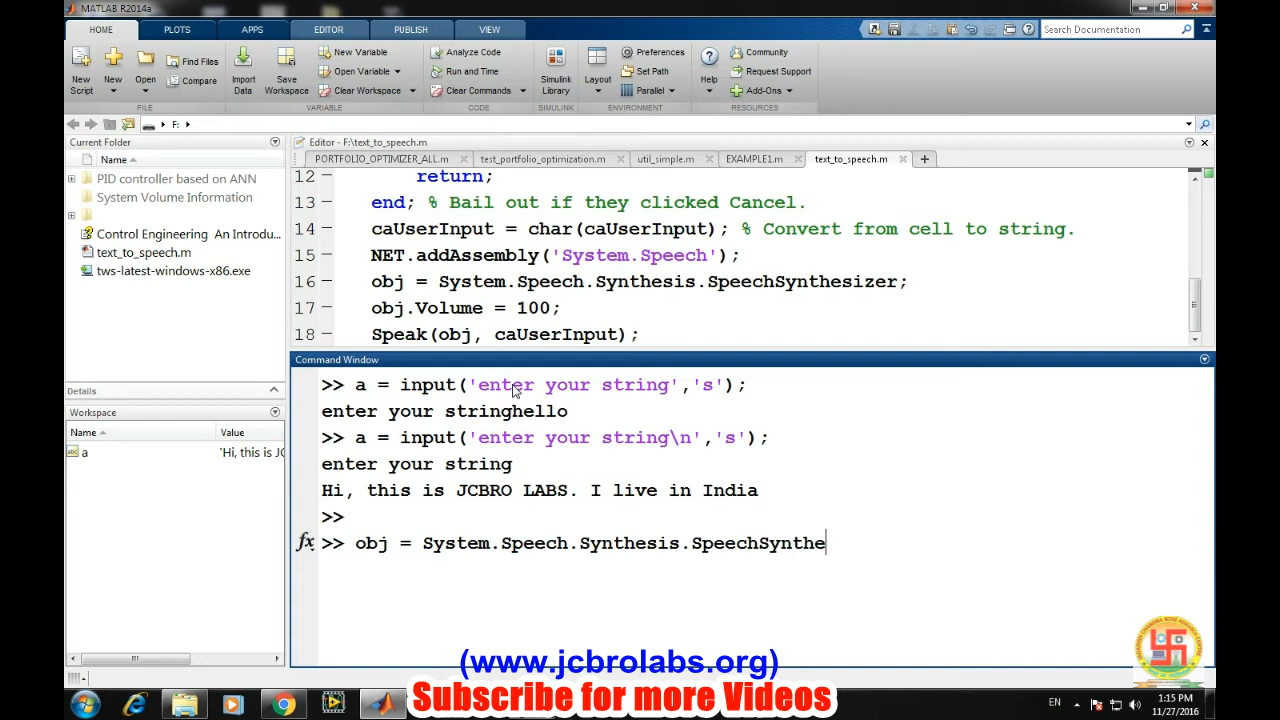 MATLAB R2014a
HOME PLOTS APPS EDITOR PUBLISH VIEW
Search Documentation
New Script
New
Open
Find Files
Compare
Import Data
Save Workspace
New Variable
Open Variable
Clear Workspace
Analyze Code
Run and Time
Clear Commands
Simulink Library
Layout
Preferences
Set Path
Parallel
Help
Community
Request Support
Add-Ons
FILE VARIABLE CODE SIMULINK ENVIRONMENT RESOURCES
F:
Current Folder
Name
PID controller based on ANN
System Volume Information
Control Engineering An Introdu...
text_to_speech.m
tws-latest-windows-x86.exe
Details
Workspace
Name Value
a 'Hi, this is JC
Editor - F:\text_to_speech.m
PORTFOLIO_OPTIMIZER_ALL.m test_portfolio_optimization.m util_simple.m EXAMPLE1.m text_to_speech.m
12 return;
13 end; % Bail out if they clicked Cancel.
14 caUserInput = char(caUserInput); % Convert from cell to string.
15 NET.addAssembly('System.Speech');
16 obj = System.Speech.Synthesis.SpeechSynthesizer;
17 obj.Volume = 100;
18 Speak(obj, caUserInput);
Command Window
>> a = input('enter your string','s');
enter your stringhello
>> a = input('enter your string\n','s');
enter your string
Hi, this is JCBRO LABS. I live in India
>>
fx >> obj = System.Speech.Synthesis.SpeechSynthe
(www.jcbrolabs.org)
Subscribe for more Videos
EN
1:15 PM
11/27/2016